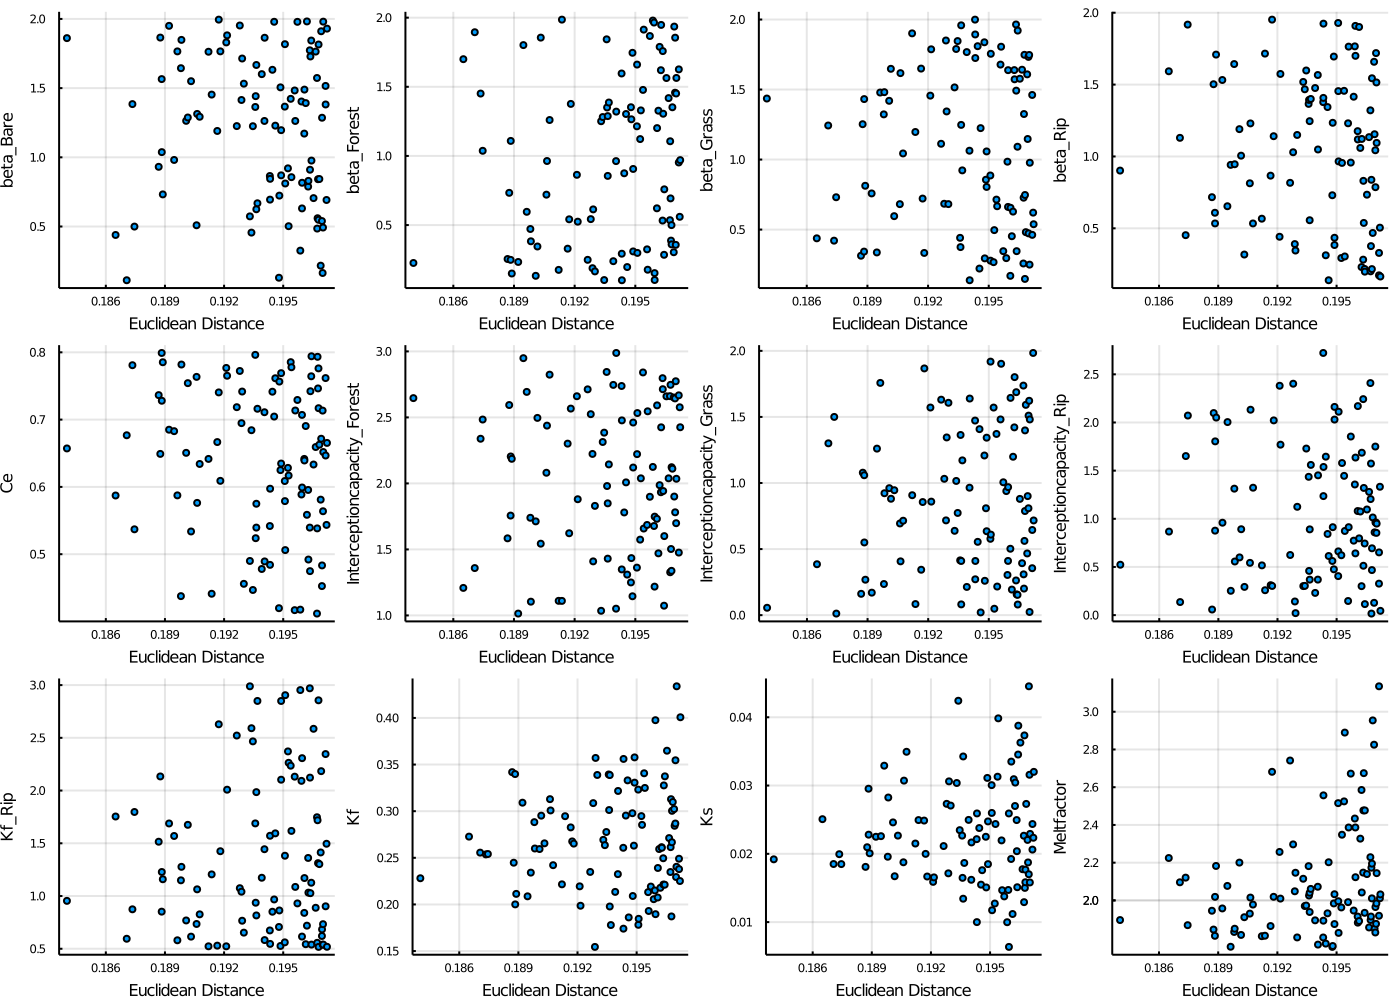 beta_Bare
2.0
1.5
1.0
0.5
0.186 0.189 0.192 0.195
Euclidean Distance
beta_Forest
2.0
1.5
1.0
0.5
0.186 0.189 0.192 0.195
Euclidean Distance
beta_Grass
2.0
1.5
1.0
0.5
0.186 0.189 0.192 0.195
Euclidean Distance
beta_Rip
2.0
1.5
1.0
0.5
0.186 0.189 0.192 0.195
Euclidean Distance
Ce
0.8
0.7
0.6
0.5
0.186 0.189 0.192 0.195
Euclidean Distance
Interceptioncapacity_Forest
3.0
2.5
2.0
1.5
1.0
0.186 0.189 0.192 0.195
Euclidean Distance
Interceptioncapacity_Grass
2.0
1.5
1.0
0.5
0.0
0.186 0.189 0.192 0.195
Euclidean Distance
Interceptioncapacity_Rip
2.5
2.0
1.5
1.0
0.5
0.0
0.186 0.189 0.192 0.195
Euclidean Distance
Kf_Rip
3.0
2.5
2.0
1.5
1.0
0.5
0.186 0.189 0.192 0.195
Euclidean Distance
Kf
0.40
0.35
0.30
0.25
0.20
0.15
0.186 0.189 0.192 0.195
Euclidean Distance
Ks
0.04
0.03
0.02
0.01
0.186 0.189 0.192 0.195
Euclidean Distance
Meltfactor
3.0
2.8
2.6
2.4
2.2
2.0
0.186 0.189 0.192 0.195
Euclidean Distance